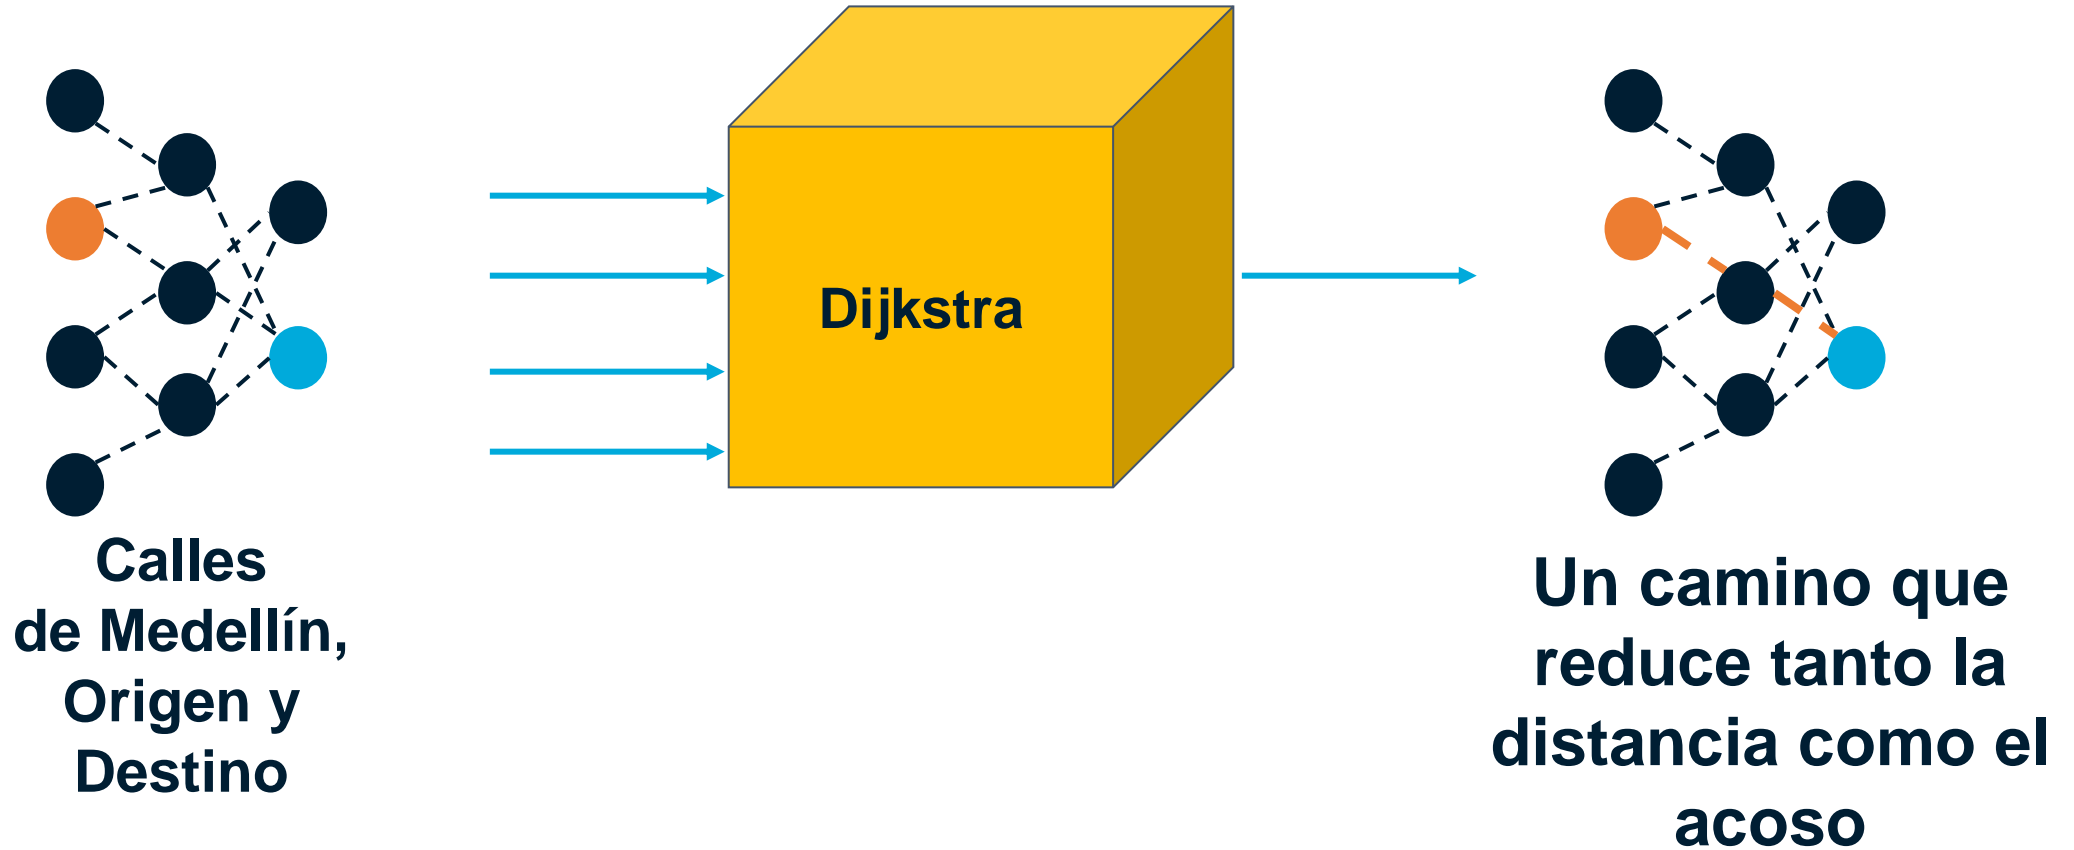 Dijkstra
Calles
de Medellín,
Origen y
Destino
Un camino que
reduce tanto la
distancia como el
acoso